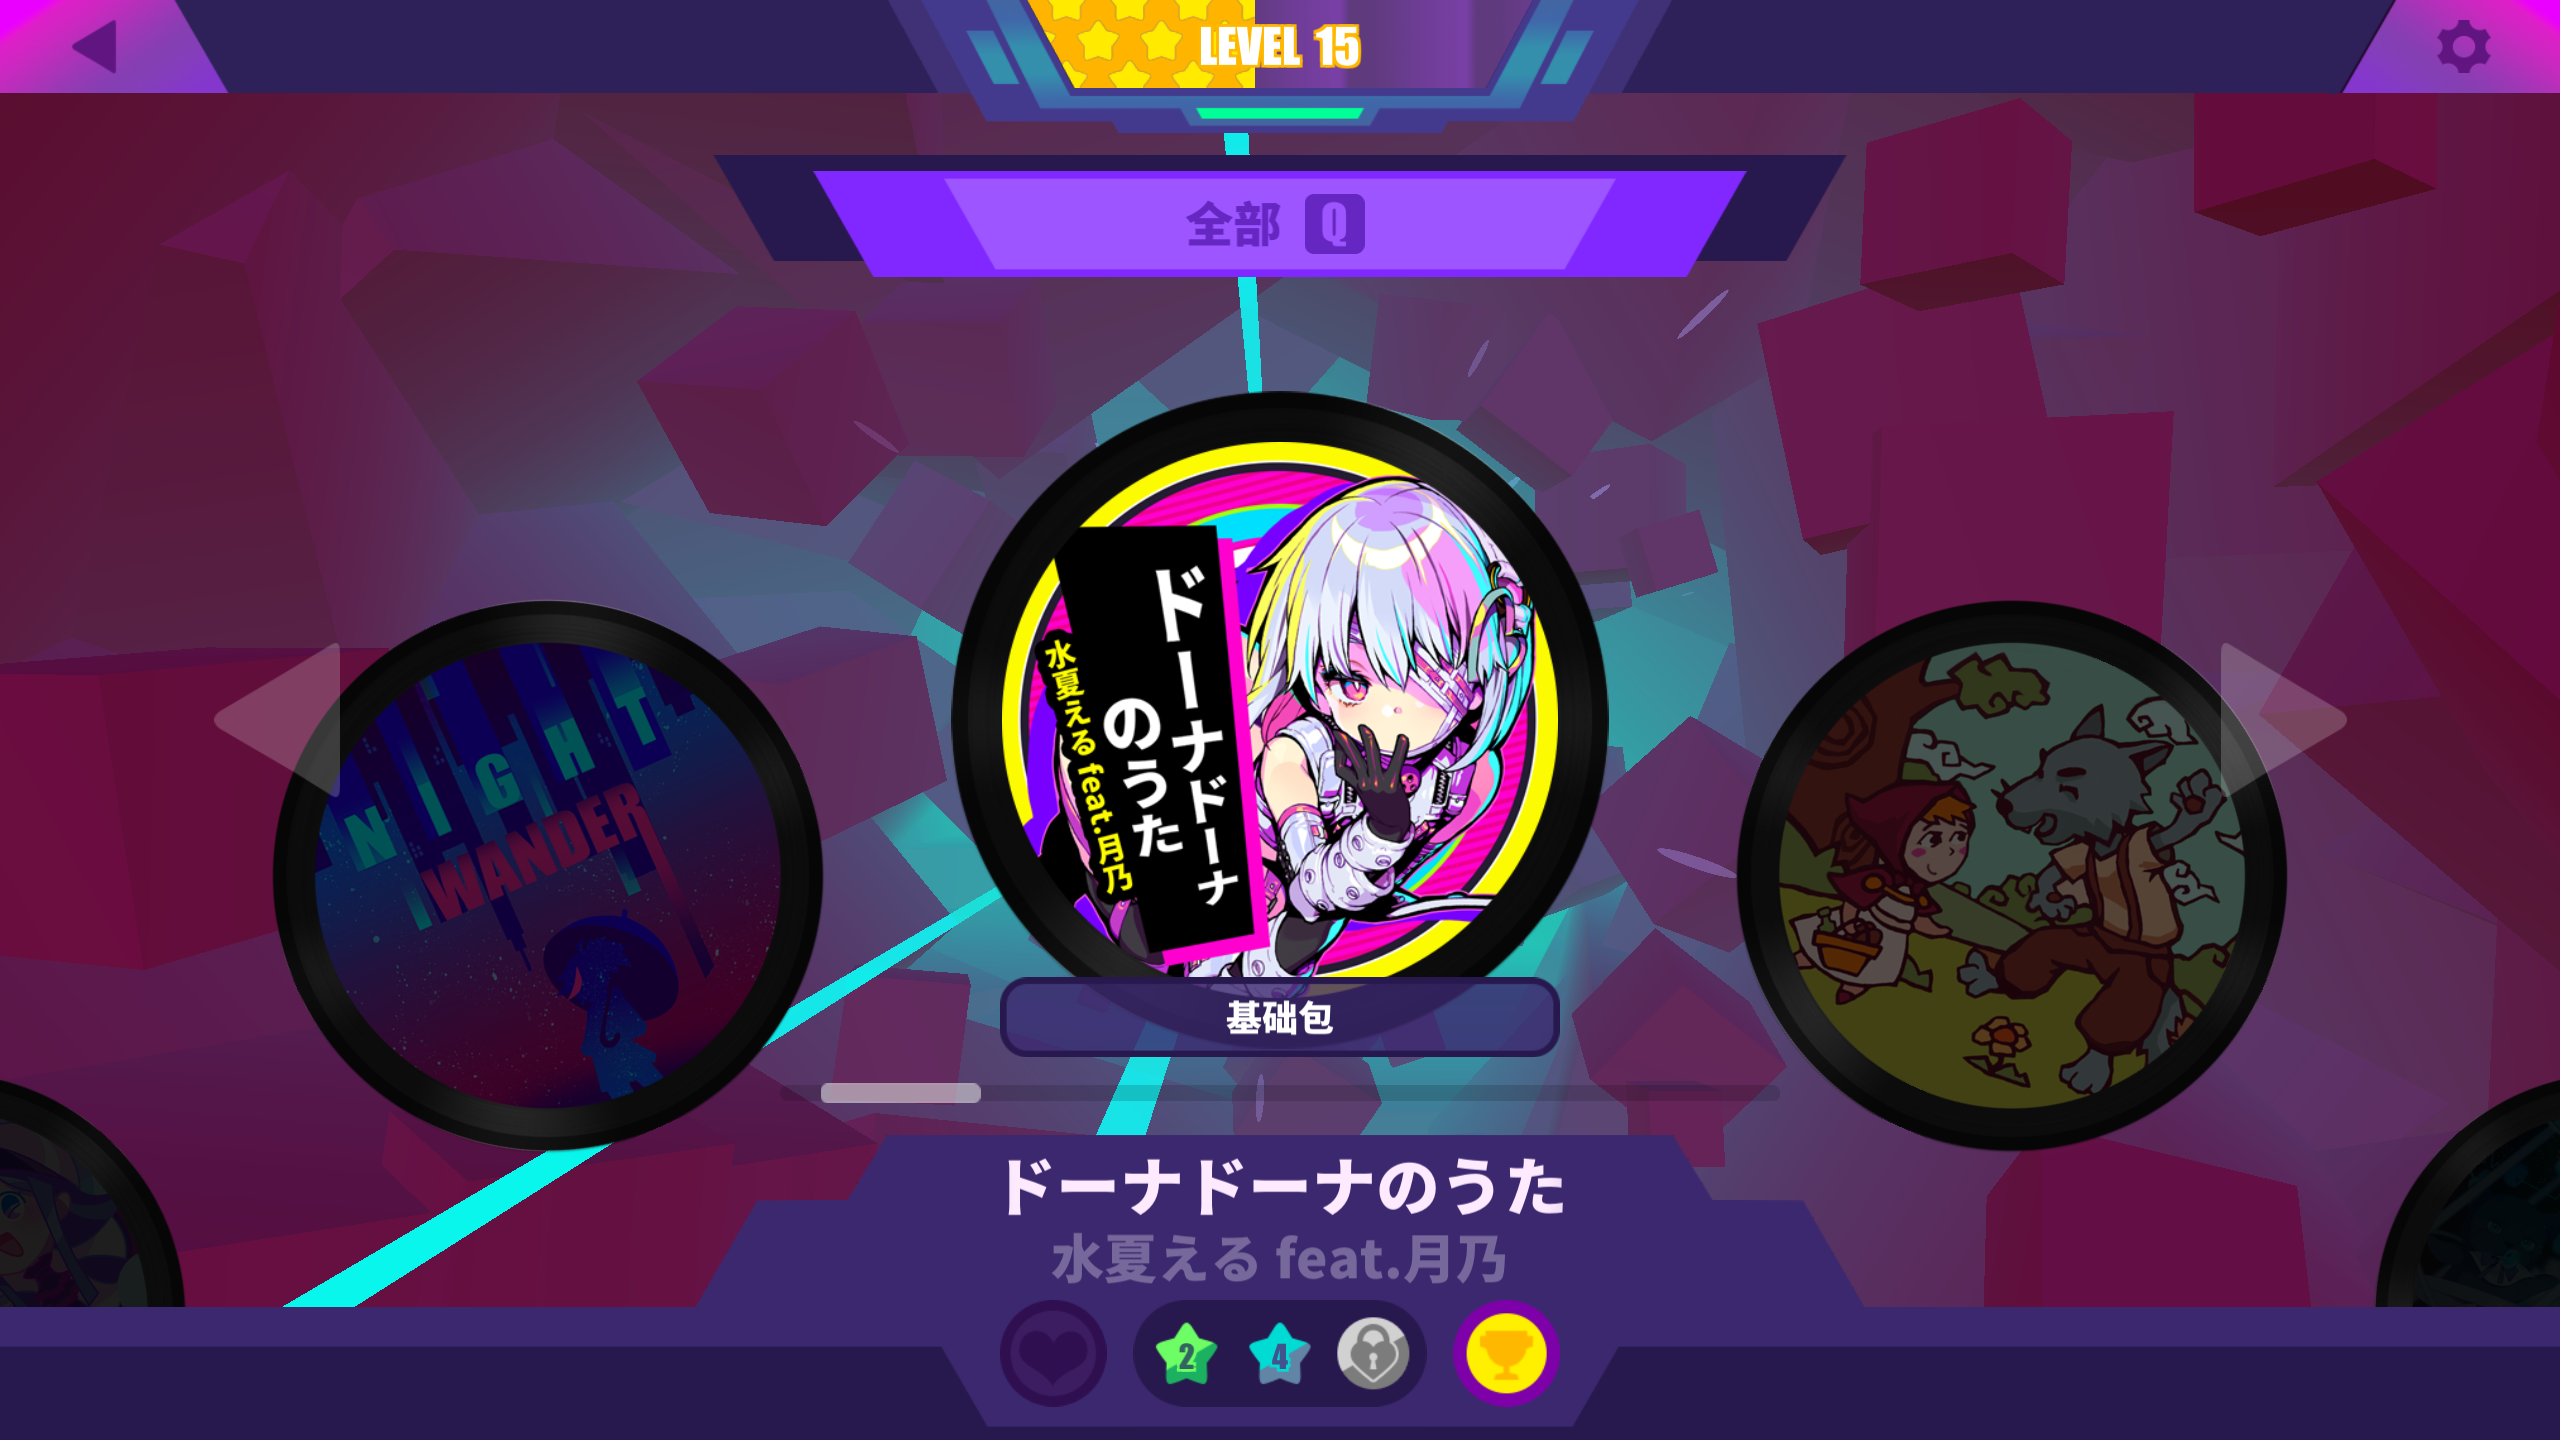 LEVEL 15
全部 Q
NIGHT
WANDER
ドーナドーナ
のうた
水夏える feat.月乃
基础包
ドーナドーナのうた
水夏える feat.月乃
2 4